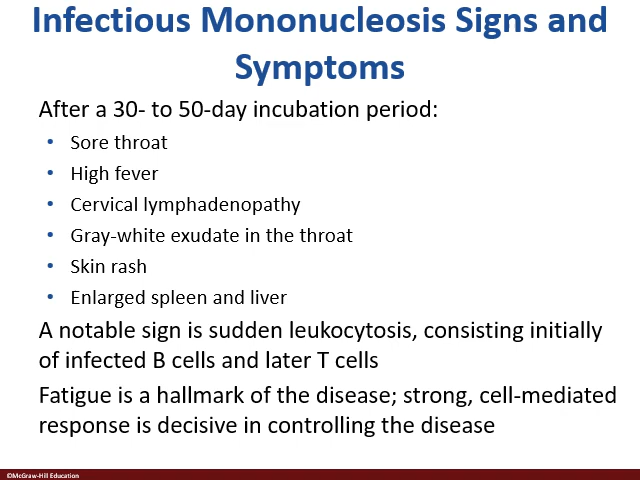 Infectious Mononucleosis Signs and
Symptoms
After a 30- to 50-day incubation period:
• Sore throat
• High fever
• Cervical lymphadenopathy
• Gray-white exudate in the throat
• Skin rash
• Enlarged spleen and liver
A notable sign is sudden leukocytosis, consisting initially
of infected B cells and later T cells
Fatigue is a hallmark of the disease; strong, cell-mediated
response is decisive in controlling the disease
©McGraw-Hill Education